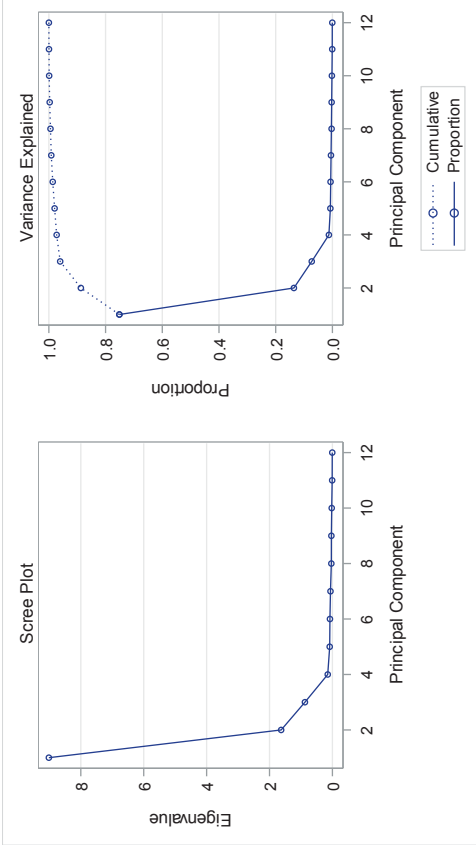 Scree Plot
Eigenvalue
8
6
4
2
0
2
4
6
8
10
12
Principal Component
Variance Explained
Proportion
1.0
0.8
0.6
0.4
0.2
0.0
2
4
6
8
10
12
Principal Component
Cumulative
Proportion